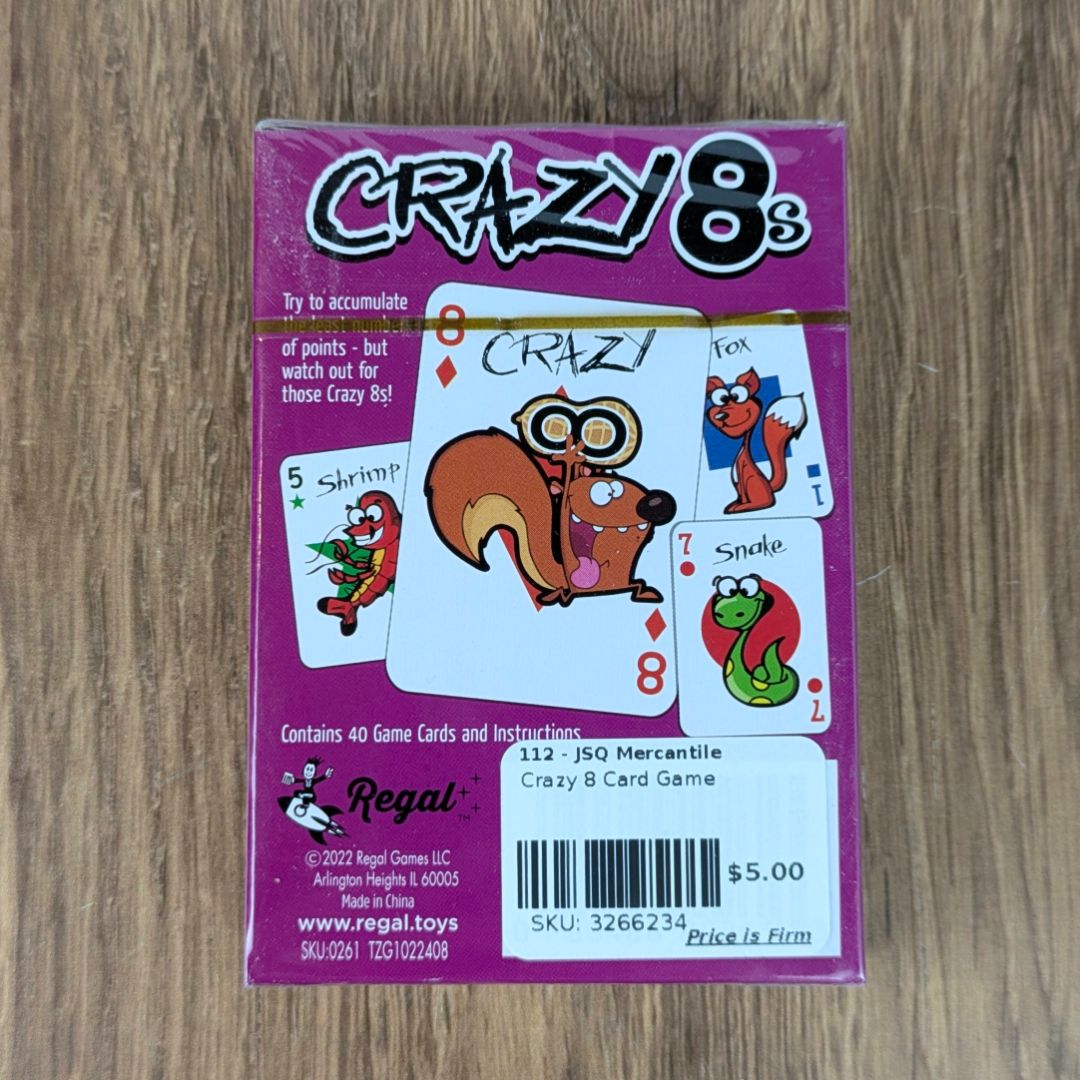 CRAZY 8s
Try to accumulate
the least number
of points - but
watch out for
those Crazy 8s!
8
CRAZY
8
Fox
1
5
Shrimp
7
Snake
7
Contains 40 Game Cards and Instructions
Regal™
©2022 Regal Games LLC
Arlington Heights IL 60005
Made in China
www.regal.toys
SKU:0261 TZG1022408
112 - JSQ Mercantile
Crazy 8 Card Game
$5.00
SKU: 3266234
Price is Firm